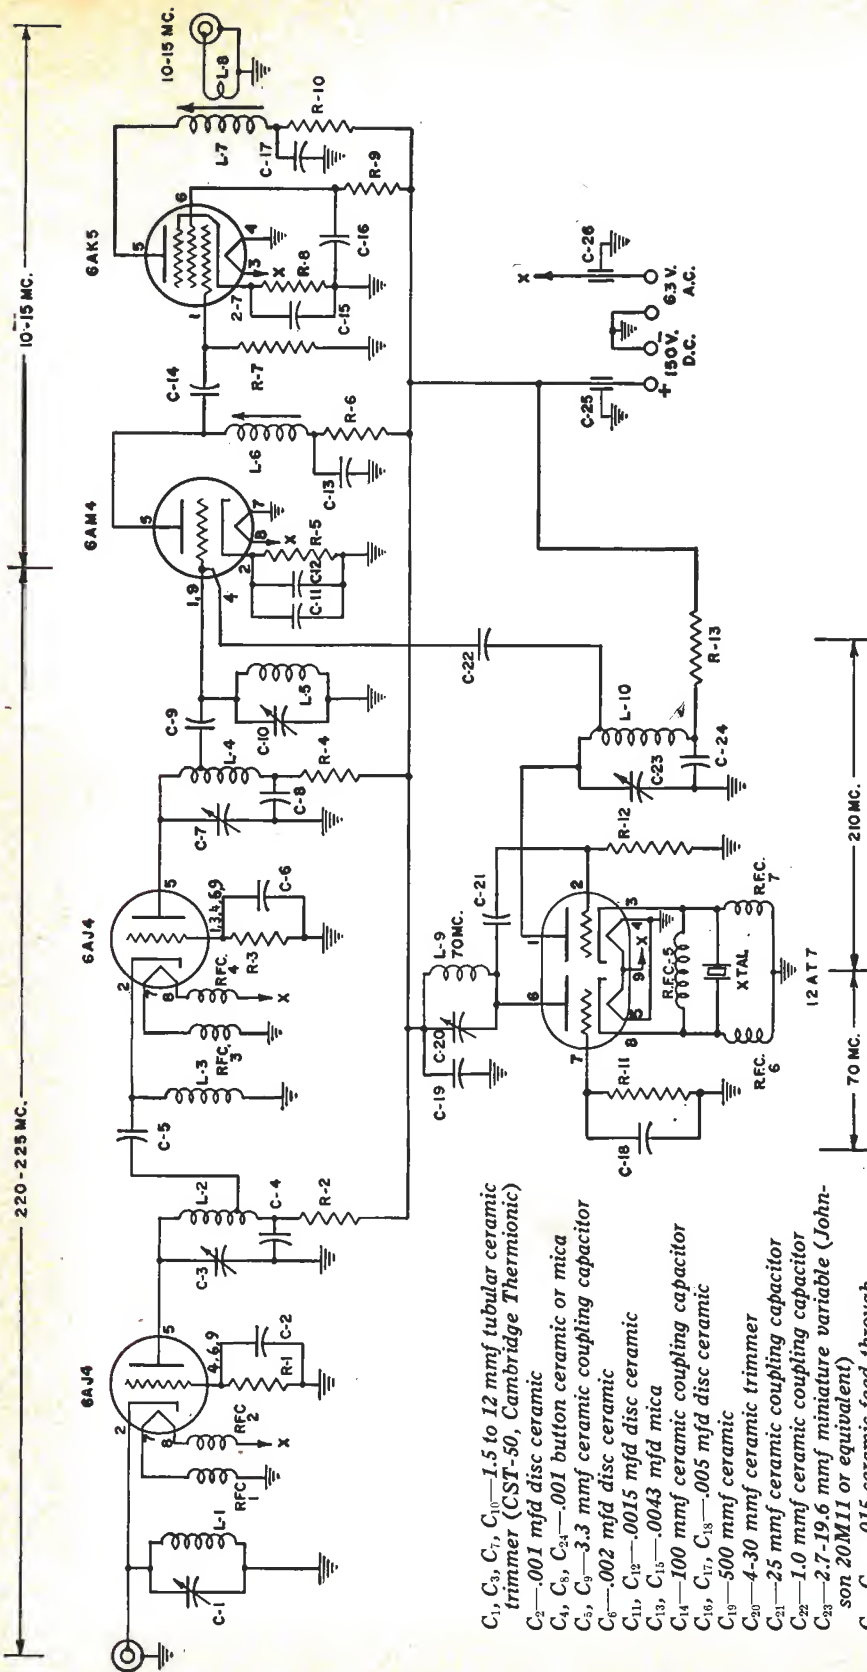 220-225 MC.
10-15 MC.
6AJ4
6AJ4
6AM4
6AK5
10-15 MC.
C-1
L-1
RFC 1
RFC 2
X
2
7
8
5
4,6,9
R-1
C-2
C-3
L-2
C-4
R-2
C-5
L-3
RFC. 3
RFC. 4
X
2
7
8
5
1,3,4,6,9
R-3
C-6
C-7
L-4
C-8
R-4
C-9
C-10
L-5
1,9
4
5
2
8
7
X
R-5
C-11
C-12
L-6
C-13
R-6
C-14
R-7
1
5
6
2-7
3
4
X
R-8
C-15
C-16
R-9
L-7
C-17
R-10
L-8
C-19
C-20
L-9
70MC.
C-21
C-22
C-18
R-11
7
6
1
2
8
5
9
4
3
X
R.F.C.-5
XTAL
R.F.C.
6
R.F.C.
7
12AT7
R-12
C-23
L-10
C-24
R-13
C-25
+ 150V. -
D.C.
6.3 V.
A.C.
C-26
X
70 MC.
210 MC.
C₁, C₃, C₇, C₁₀—1.5 to 12 mmf tubular ceramic
trimmer (CST-50, Cambridge Thermionic)
C₂—.001 mfd disc ceramic
C₄, C₈, C₂₄—.001 button ceramic or mica
C₅, C₉—3.3 mmf ceramic coupling capacitor
C₆—.002 mfd disc ceramic
C₁₁, C₁₂—.0015 mfd disc ceramic
C₁₃, C₁₅—.0043 mfd mica
C₁₄—100 mmf ceramic coupling capacitor
C₁₆, C₁₇, C₁₈—.005 mfd disc ceramic
C₁₉—500 mmf ceramic
C₂₀—4-30 mmf ceramic trimmer
C₂₁—25 mmf ceramic coupling capacitor
C₂₂—1.0 mmf ceramic coupling capacitor
C₂₃—2.7-19.6 mmf miniature variable (John-
son 20M11 or equivalent)
.015 ceramic feed-through